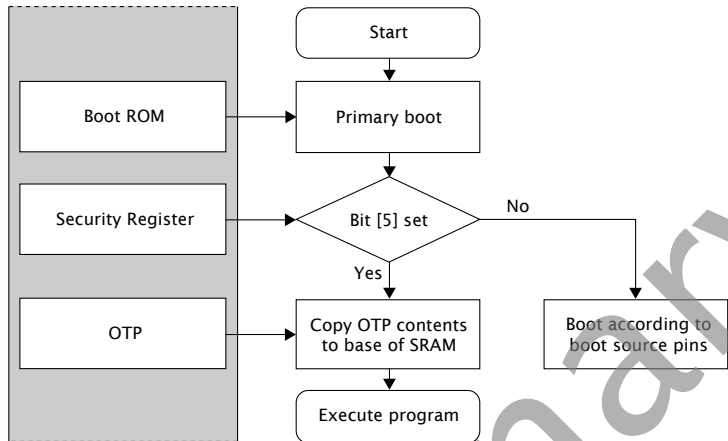 Start
Boot ROM
Primary boot
Security Register
Bit [5] set
No
Yes
OTP
Copy OTP contents
to base of SRAM
Boot according to
boot source pins
Execute program